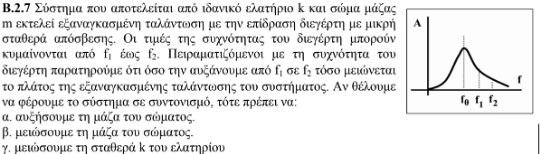 Β.2.7 Σύστημα που αποτελείται από ιδανικό ελατήριο k και σώμα μάζας
m εκτελεί εξαναγκασμένη ταλάντωση με την επίδραση διεγέρτη με μικρή
σταθερά απόσβεσης. Οι τιμές της συχνότητας του διεγέρτη μπορούν
κυμαίνονται από f₁ έως f₂. Πειραματιζόμενοι με τη συχνότητα του
διεγέρτη παρατηρούμε ότι όσο την αυξάνουμε από f₁ σε f₂ τόσο μειώνεται
το πλάτος της εξαναγκασμένης ταλάντωσης του συστήματος. Αν θέλουμε
να φέρουμε το σύστημα σε συντονισμό, τότε πρέπει να:
α. αυξήσουμε τη μάζα του σώματος.
β. μειώσουμε τη μάζα του σώματος.
γ. μειώσουμε τη σταθερά k του ελατηρίου
A
f
f₀ f₁ f₂